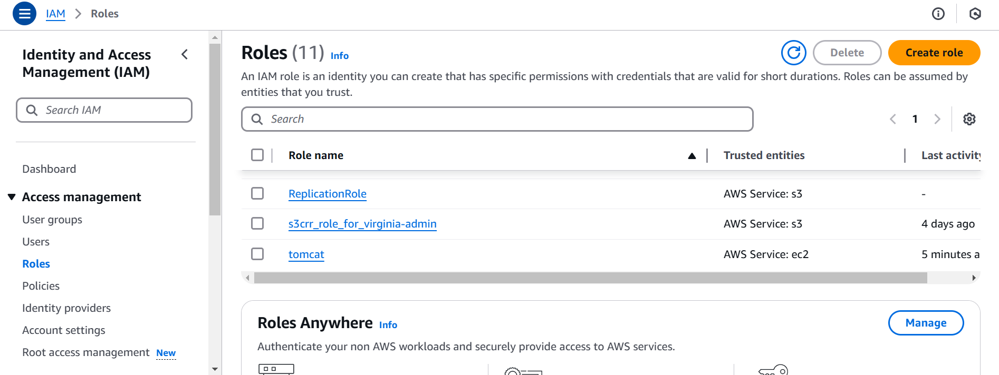 IAM > Roles
Identity and Access
Management (IAM)
Search IAM
Dashboard
Access management
User groups
Users
Roles
Policies
Identity providers
Account settings
Root access management New
Roles (11) Info
Delete
Create role
An IAM role is an identity you can create that has specific permissions with credentials that are valid for short durations. Roles can be assumed by
entities that you trust.
Search
1
Role name Trusted entities Last activity
ReplicationRole AWS Service: s3 -
s3crr_role_for_virginia-admin AWS Service: s3 4 days ago
tomcat AWS Service: ec2 5 minutes a
Roles Anywhere Info
Manage
Authenticate your non AWS workloads and securely provide access to AWS services.